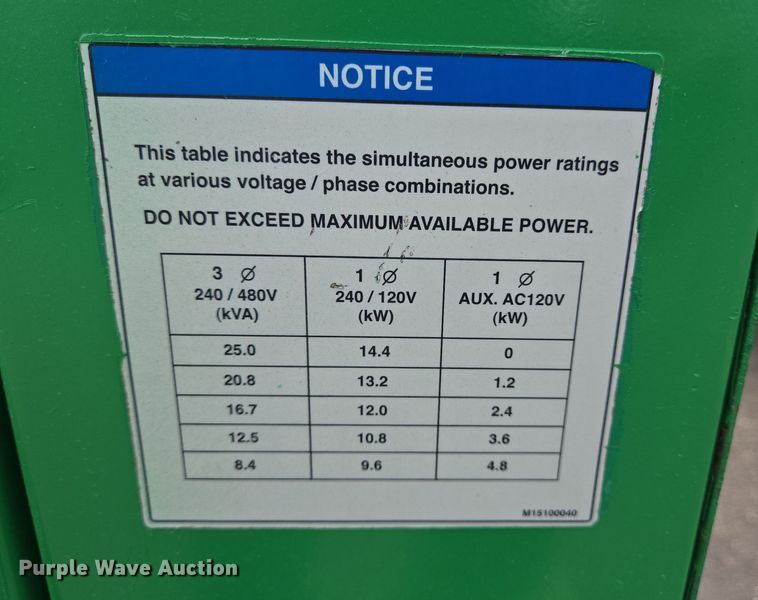 NOTICE
This table indicates the simultaneous power ratings
at various voltage / phase combinations.
DO NOT EXCEED MAXIMUM AVAILABLE POWER.
3 Ø 1 Ø 1 Ø
240 / 480V 240 / 120V AUX. AC120V
(kVA) (kW) (kW)
25.0 14.4 0
20.8 13.2 1.2
16.7 12.0 2.4
12.5 10.8 3.6
8.4 9.6 4.8
M15100040
Purple Wave Auction